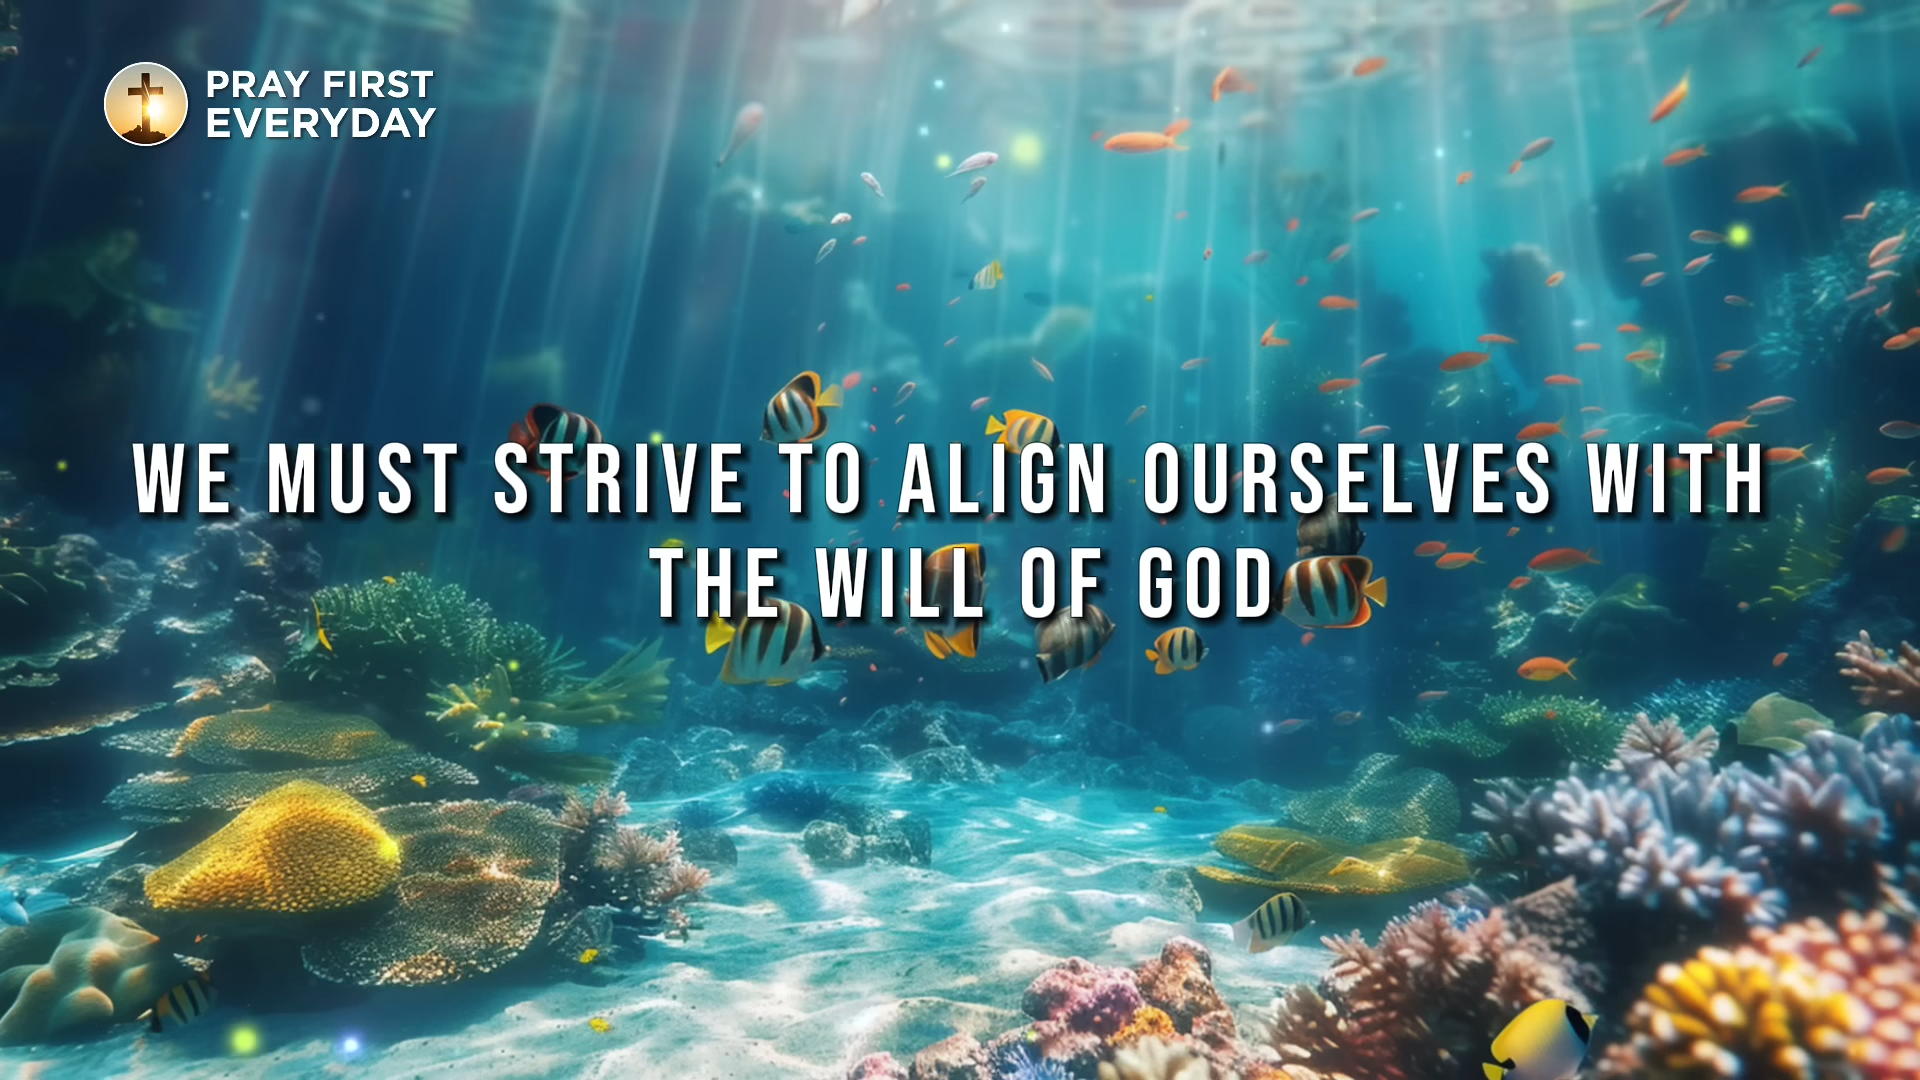 PRAY FIRST
EVERYDAY
WE MUST STRIVE TO ALIGN OURSELVES WITH
THE WILL OF GOD